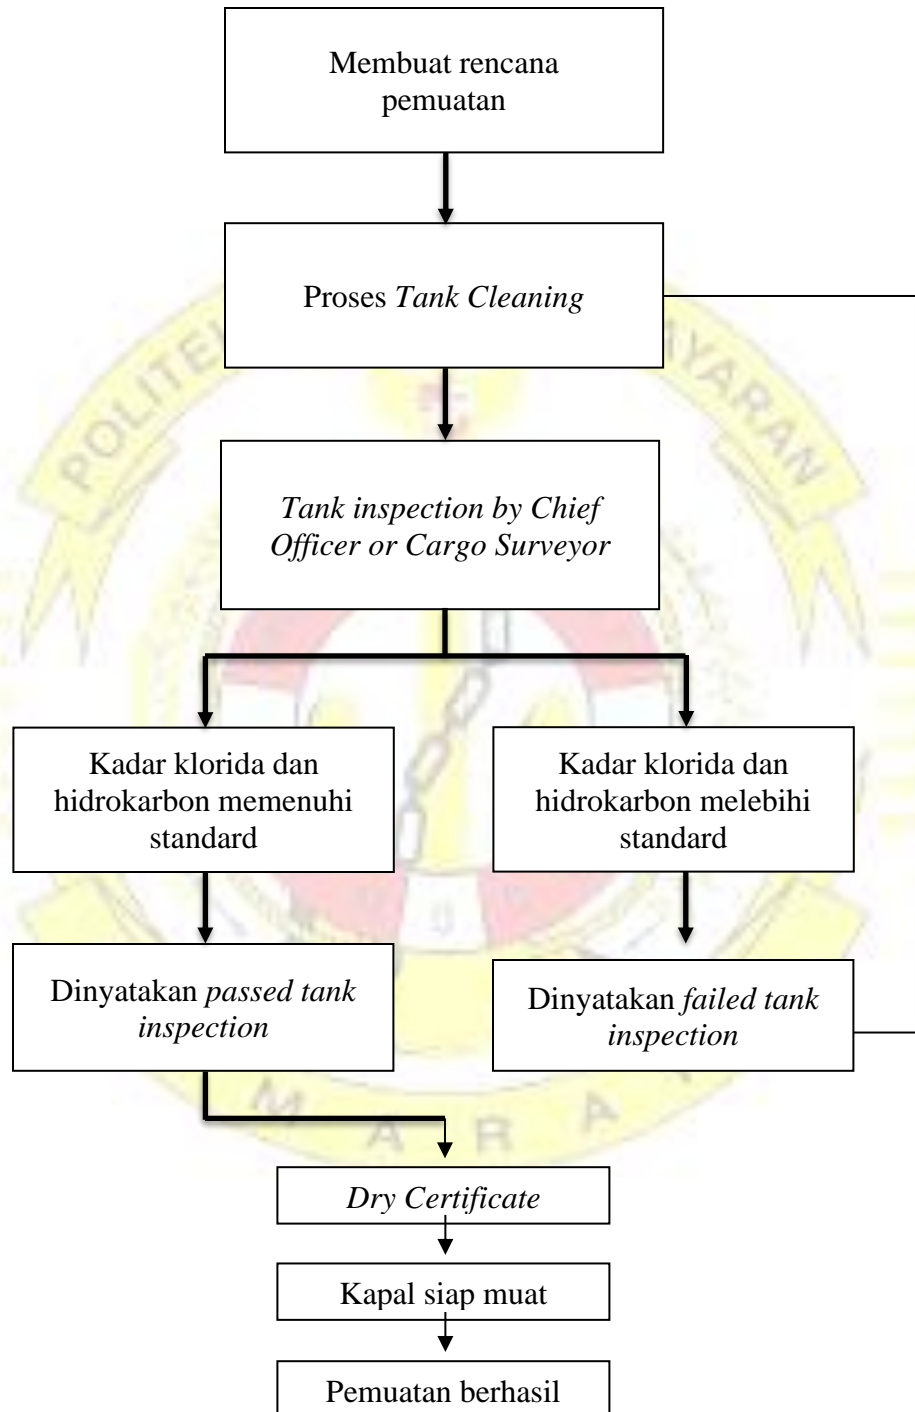 Membuat rencana
pemuatan
Proses Tank Cleaning
POLITE
AYARAN
Tank inspection by Chief
Officer or Cargo Surveyor
Kadar klorida dan
hidrokarbon memenuhi
standard
Kadar klorida dan
hidrokarbon melebihi
standard
Dinyatakan passed tank
inspection
Dinyatakan failed tank
inspection
M A R A
Dry Certificate
Kapal siap muat
Pemuatan berhasil